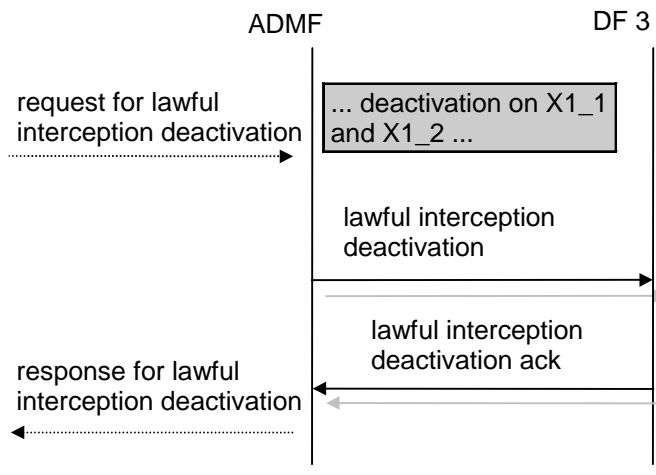 ADMF
DF 3
request for lawful
interception deactivation
... deactivation on X1_1
and X1_2 ...
lawful interception
deactivation
lawful interception
deactivation ack
response for lawful
interception deactivation